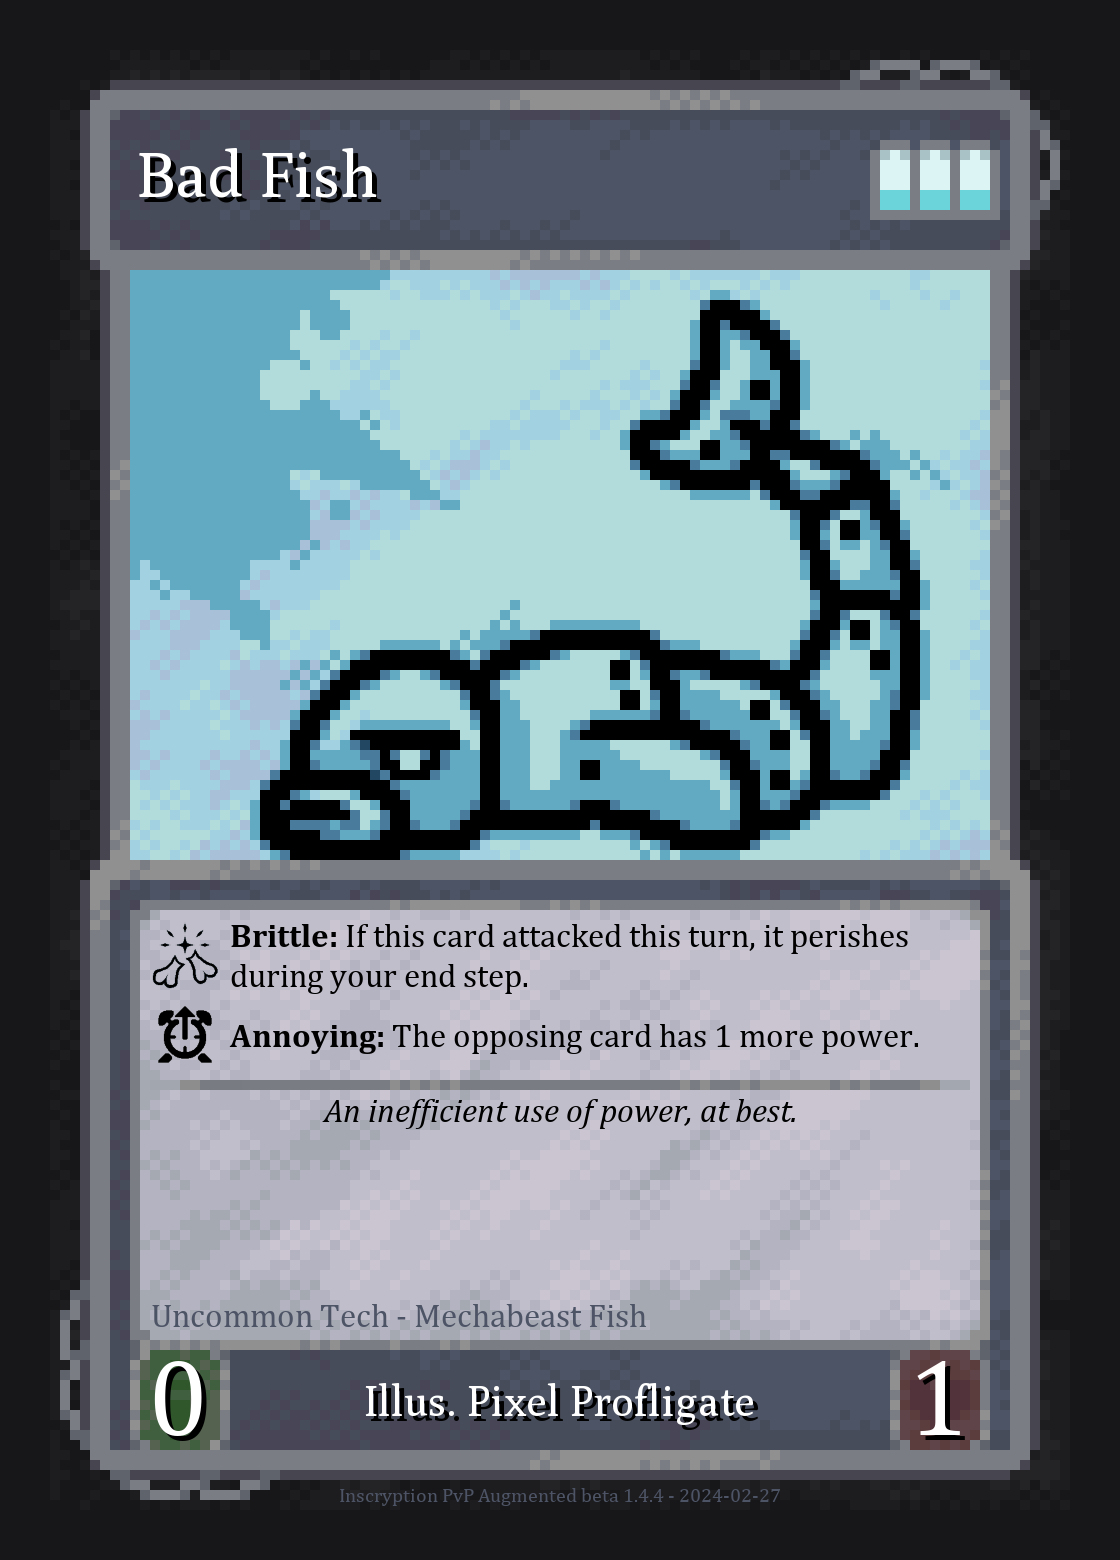 Bad Fish
Brittle: If this card attacked this turn, it perishes
during your end step.
Annoying: The opposing card has 1 more power.
An inefficient use of power, at best.
Uncommon Tech - Mechabeast Fish
0
Illus. Pixel Profligate
1
Inscryption PvP Augmented beta 1.4.4 - 2024-02-27